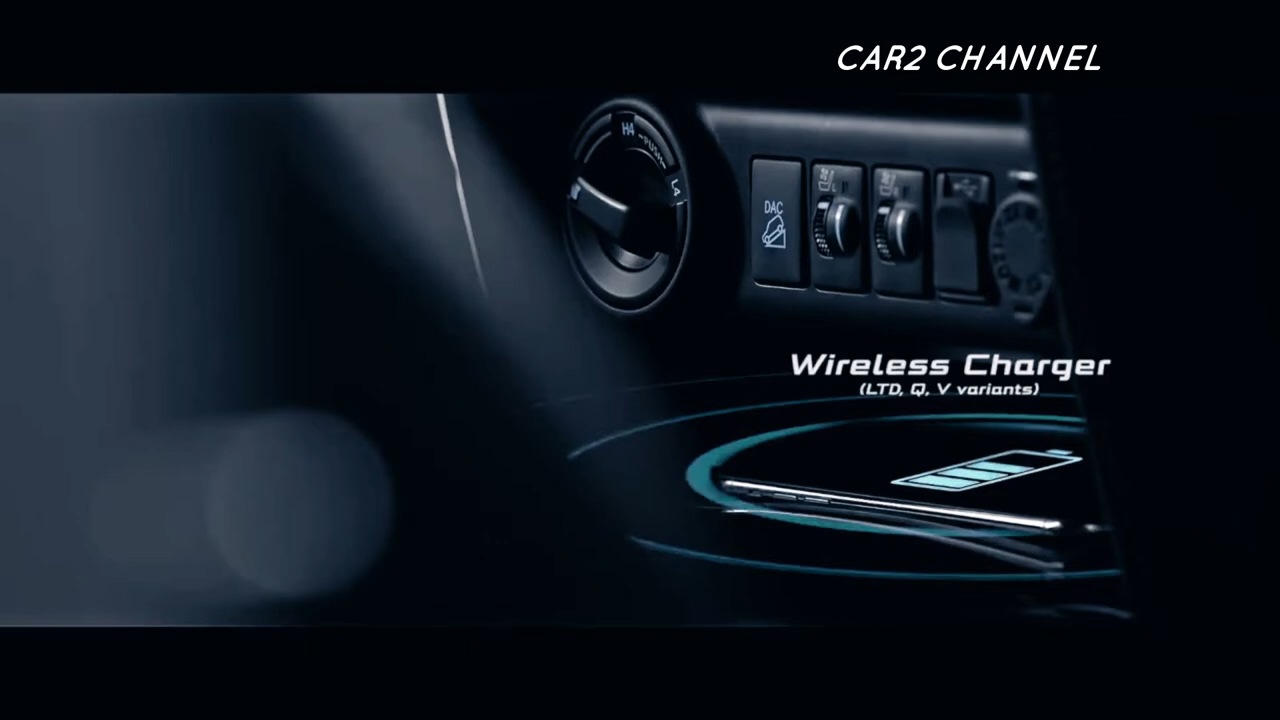 CAR2 CHANNEL
H4
PUSH
L4
DAC
Wireless Charger
(LTD, Q, V variants)